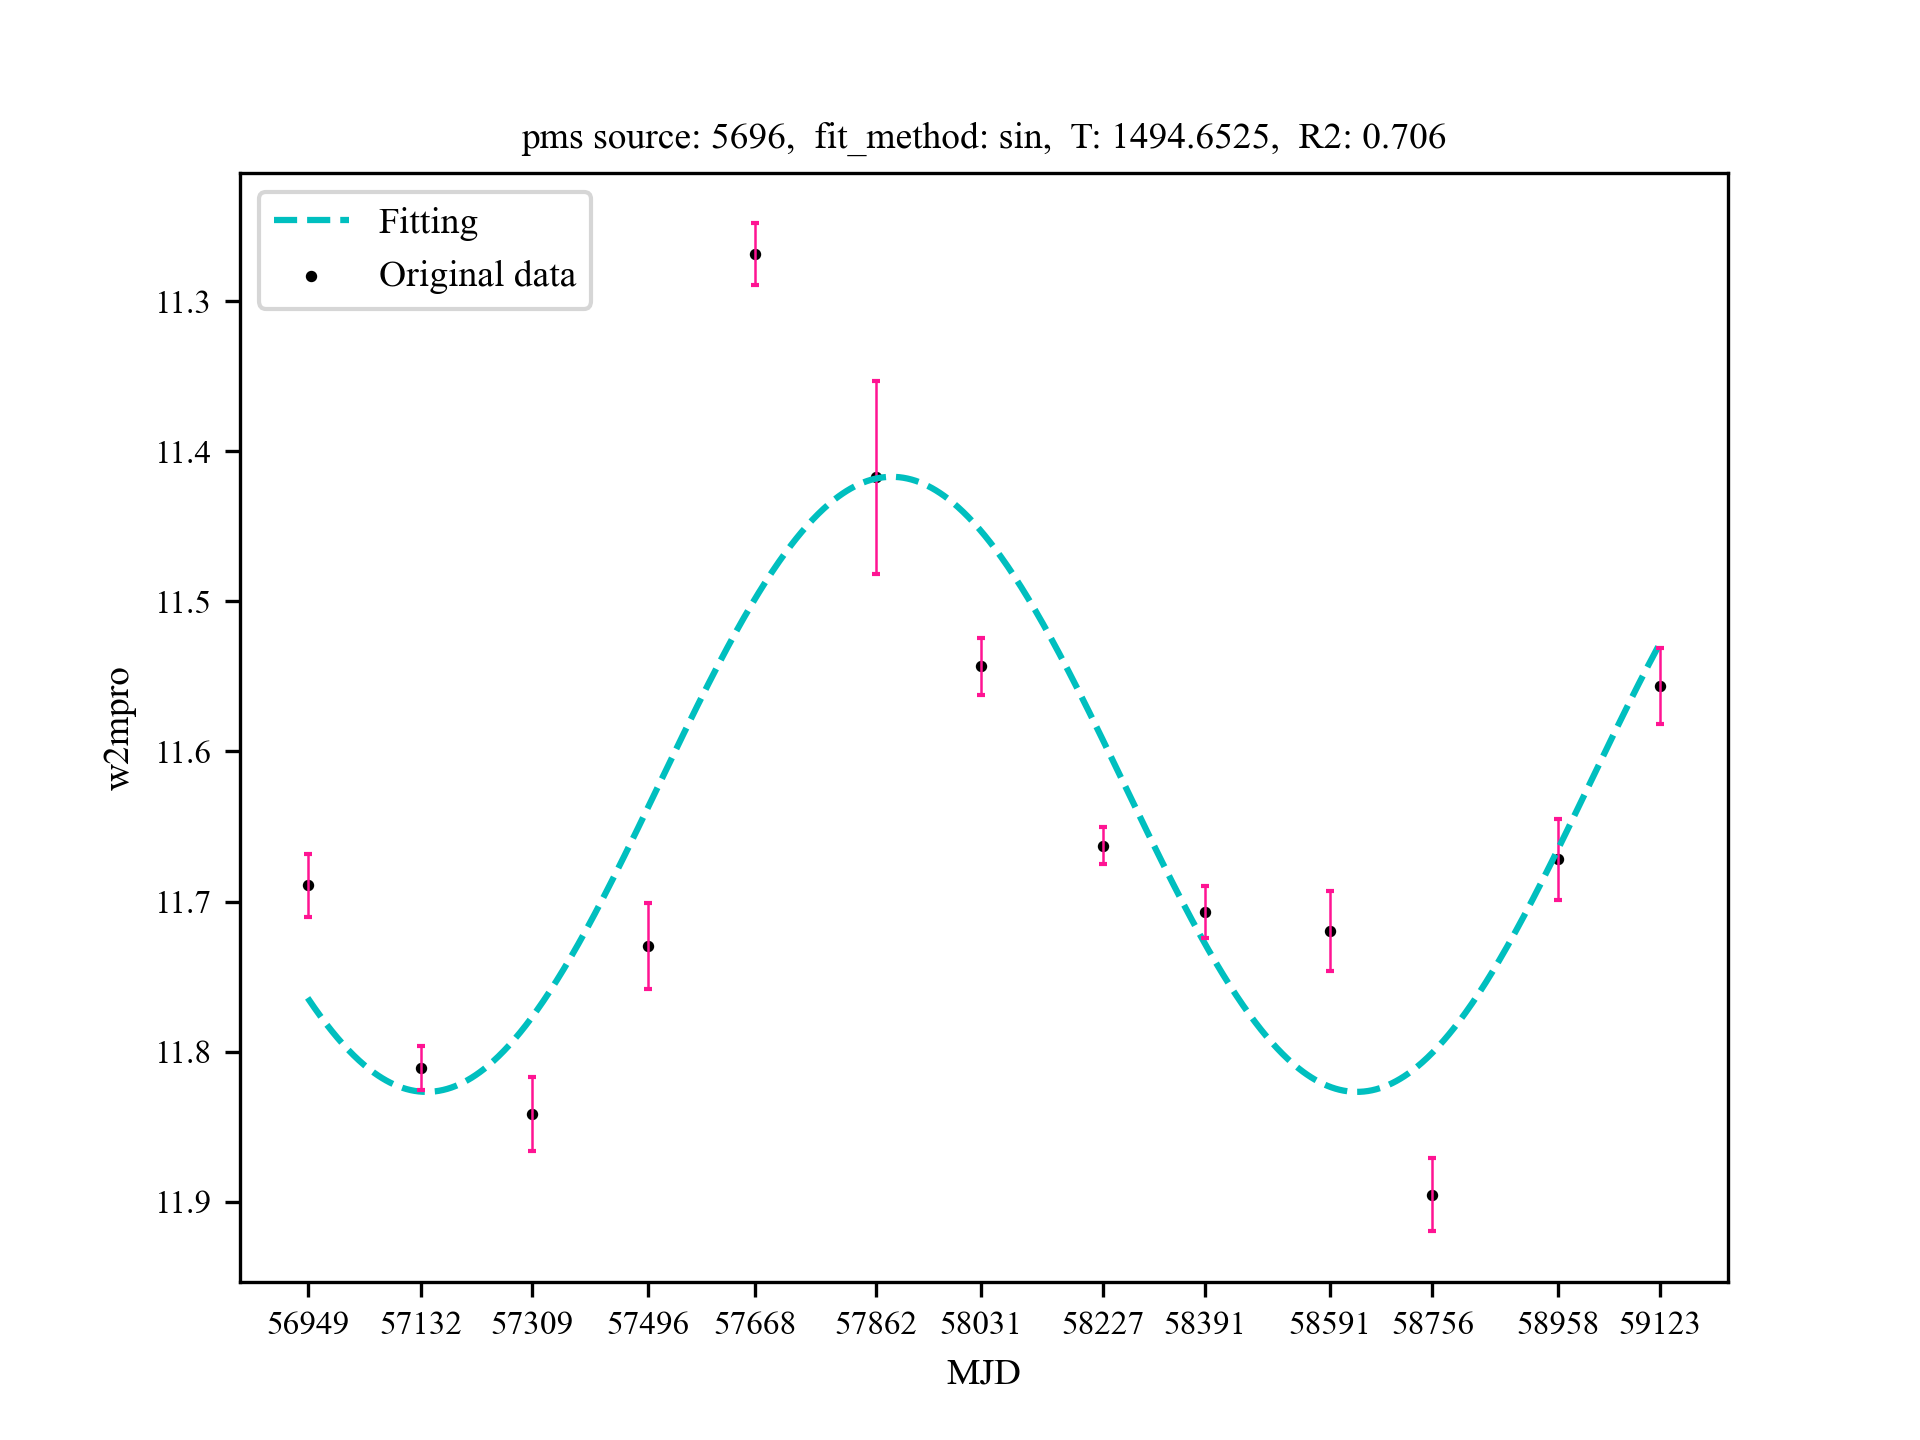 pms source: 5696, fit_method: sin, T: 1494.6525, R2: 0.706
Fitting
Original data
11.3
11.4
11.5
11.6
11.7
11.8
11.9
w2mpro
56949 57132 57309 57496 57668 57862 58031 58227 58391 58591 58756 58958 59123
MJD